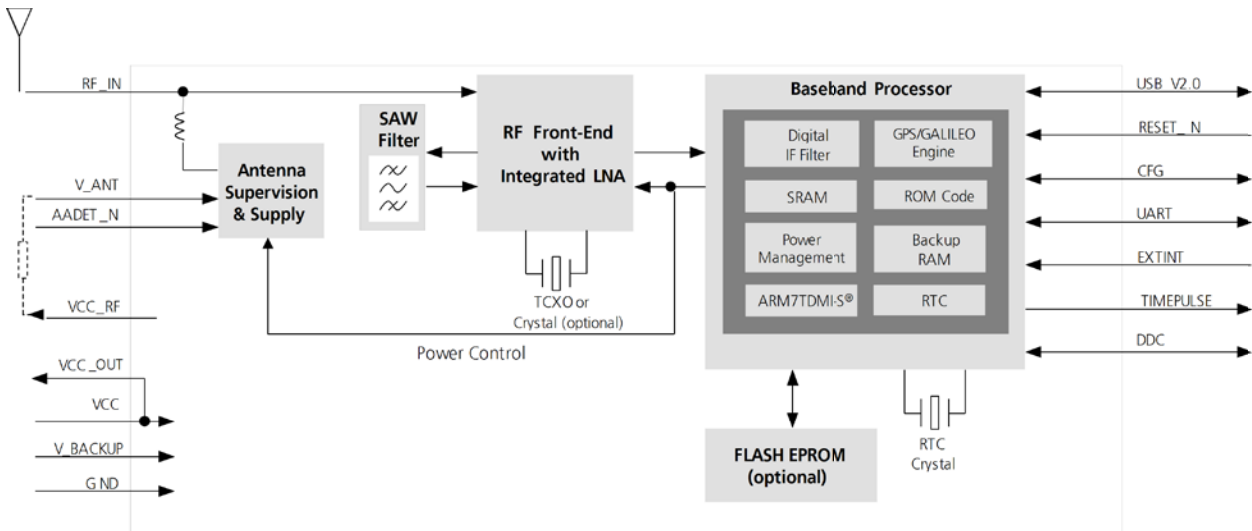 RF_IN
V_ANT
AADET_N
VCC_RF
VCC_OUT
VCC
V_BACKUP
GND
Antenna
Supervision
& Supply
SAW
Filter
RF Front-End
with
Integrated LNA
TCXO or
Crystal (optional)
Power Control
Baseband Processor
Digital
IF Filter
GPS/GALILEO
Engine
SRAM
ROM Code
Power
Management
Backup
RAM
ARM7TDMI-S®
RTC
FLASH EPROM
(optional)
RTC
Crystal
USB V2.0
RESET_N
CFG
UART
EXTINT
TIMEPULSE
DDC